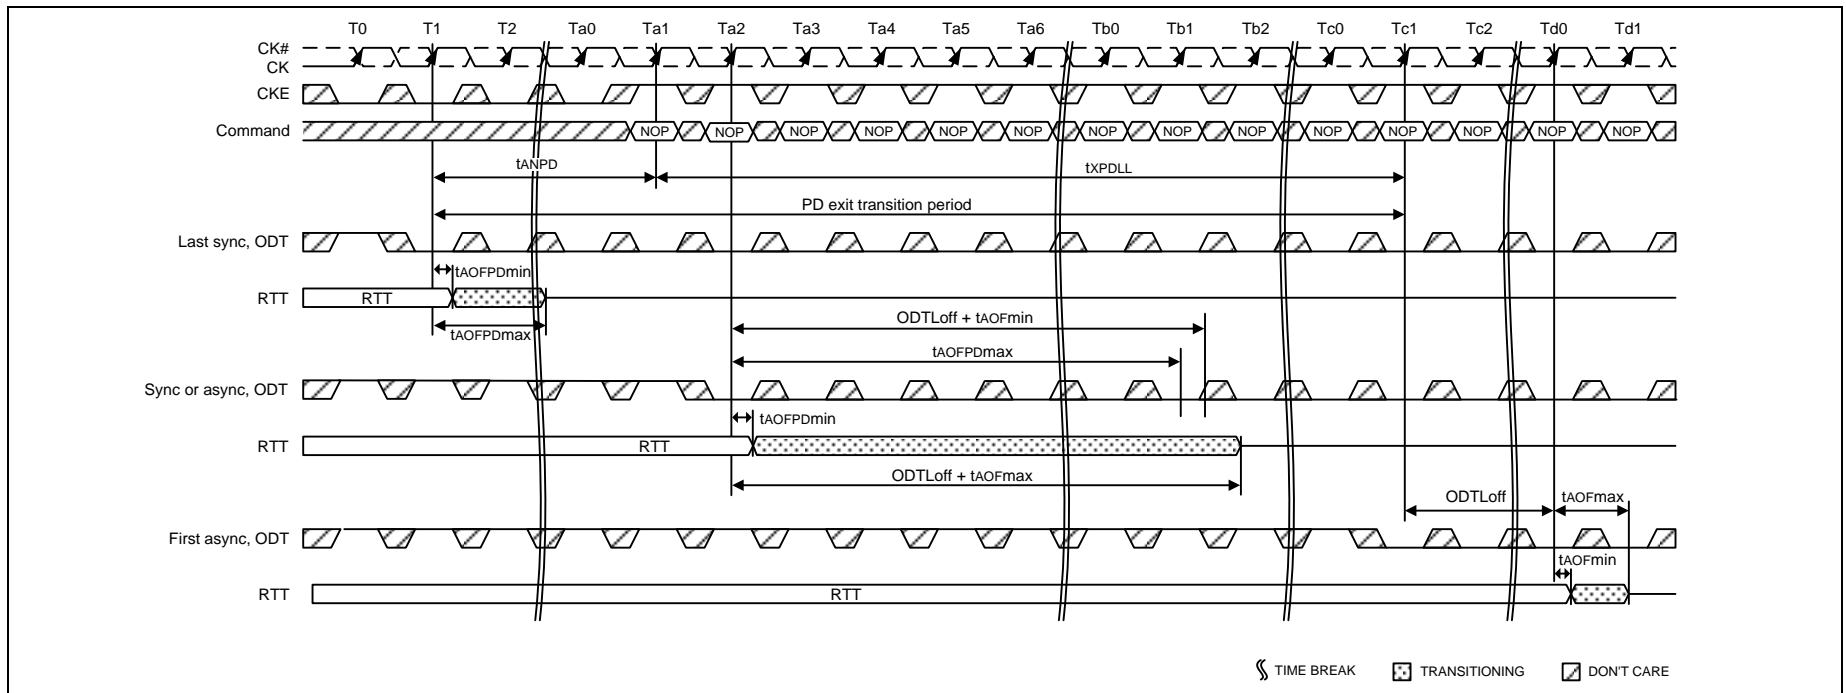 T0 T1 T2 Ta0 Ta1 Ta2 Ta3 Ta4 Ta5 Ta6 Tb0 Tb1 Tb2 Tc0 Tc1 Tc2 Td0 Td1
CK#
CK
CKE
Command NOP NOP NOP NOP NOP NOP NOP NOP NOP NOP NOP NOP NOP NOP
tANPD tXPDLL
PD exit transition period
Last sync, ODT
tAOFPDmin
RTT RTT
tAOFPDmax ODTLoff + tAOFmin
tAOFPDmax
Sync or async, ODT
tAOFPDmin
RTT RTT
ODTLoff + tAOFmax
ODTLoff tAOFmax
First async, ODT
tAOFmin
RTT RTT
TIME BREAK TRANSITIONING DON'T CARE